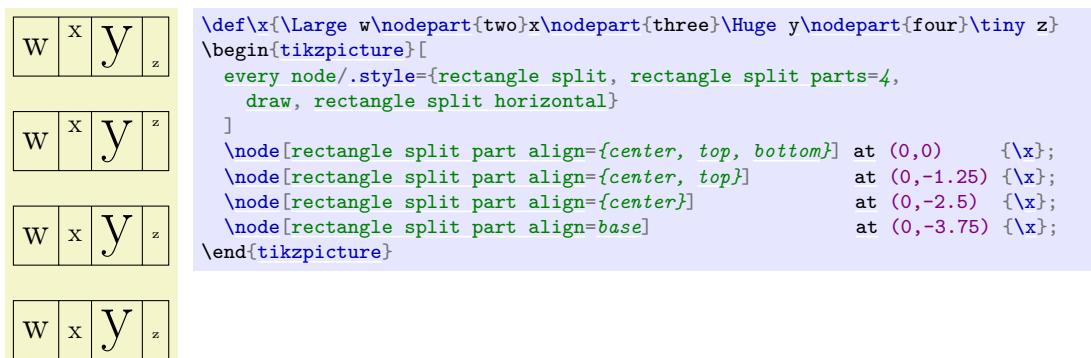 w x y z
w x y z
w x y z
w x y z
\def\x{\Large w\nodepart{two}x\nodepart{three}\Huge y\nodepart{four}\tiny z}
\begin{tikzpicture}[
every node/.style={rectangle split, rectangle split parts=4,
draw, rectangle split horizontal}
]
\node[rectangle split part align={center, top, bottom}] at (0,0) {\x};
\node[rectangle split part align={center, top}] at (0,-1.25) {\x};
\node[rectangle split part align={center}] at (0,-2.5) {\x};
\node[rectangle split part align=base] at (0,-3.75) {\x};
\end{tikzpicture}